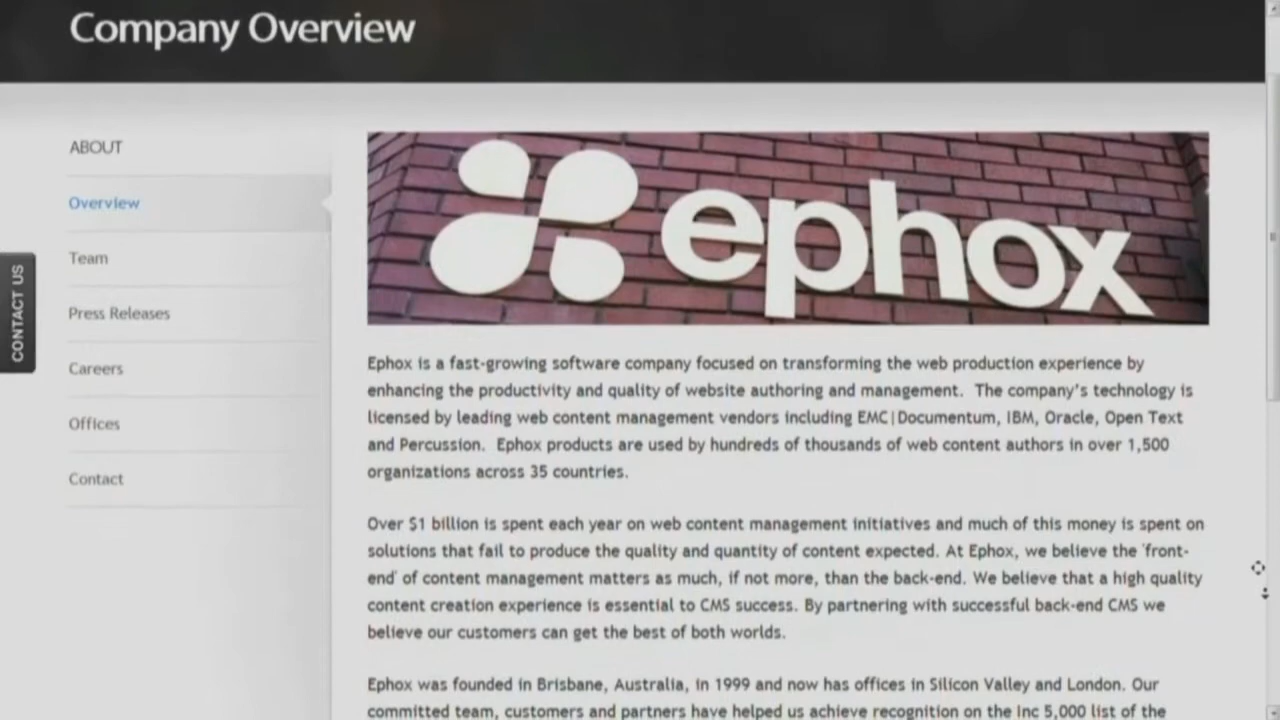 Company Overview
ABOUT
Overview
Team
Press Releases
Careers
Offices
Contact
CONTACT US
ephox
Ephox is a fast-growing software company focused on transforming the web production experience by
enhancing the productivity and quality of website authoring and management.  The company's technology is
licensed by leading web content management vendors including EMC|Documentum, IBM, Oracle, Open Text
and Percussion.  Ephox products are used by hundreds of thousands of web content authors in over 1,500
organizations across 35 countries.
Over $1 billion is spent each year on web content management initiatives and much of this money is spent on
solutions that fail to produce the quality and quantity of content expected. At Ephox, we believe the 'front-
end' of content management matters as much, if not more, than the back-end. We believe that a high quality
content creation experience is essential to CMS success. By partnering with successful back-end CMS we
believe our customers can get the best of both worlds.
Ephox was founded in Brisbane, Australia, in 1999 and now has offices in Silicon Valley and London. Our
committed team, customers and partners have helped us achieve recognition on the Inc 5,000 list of the